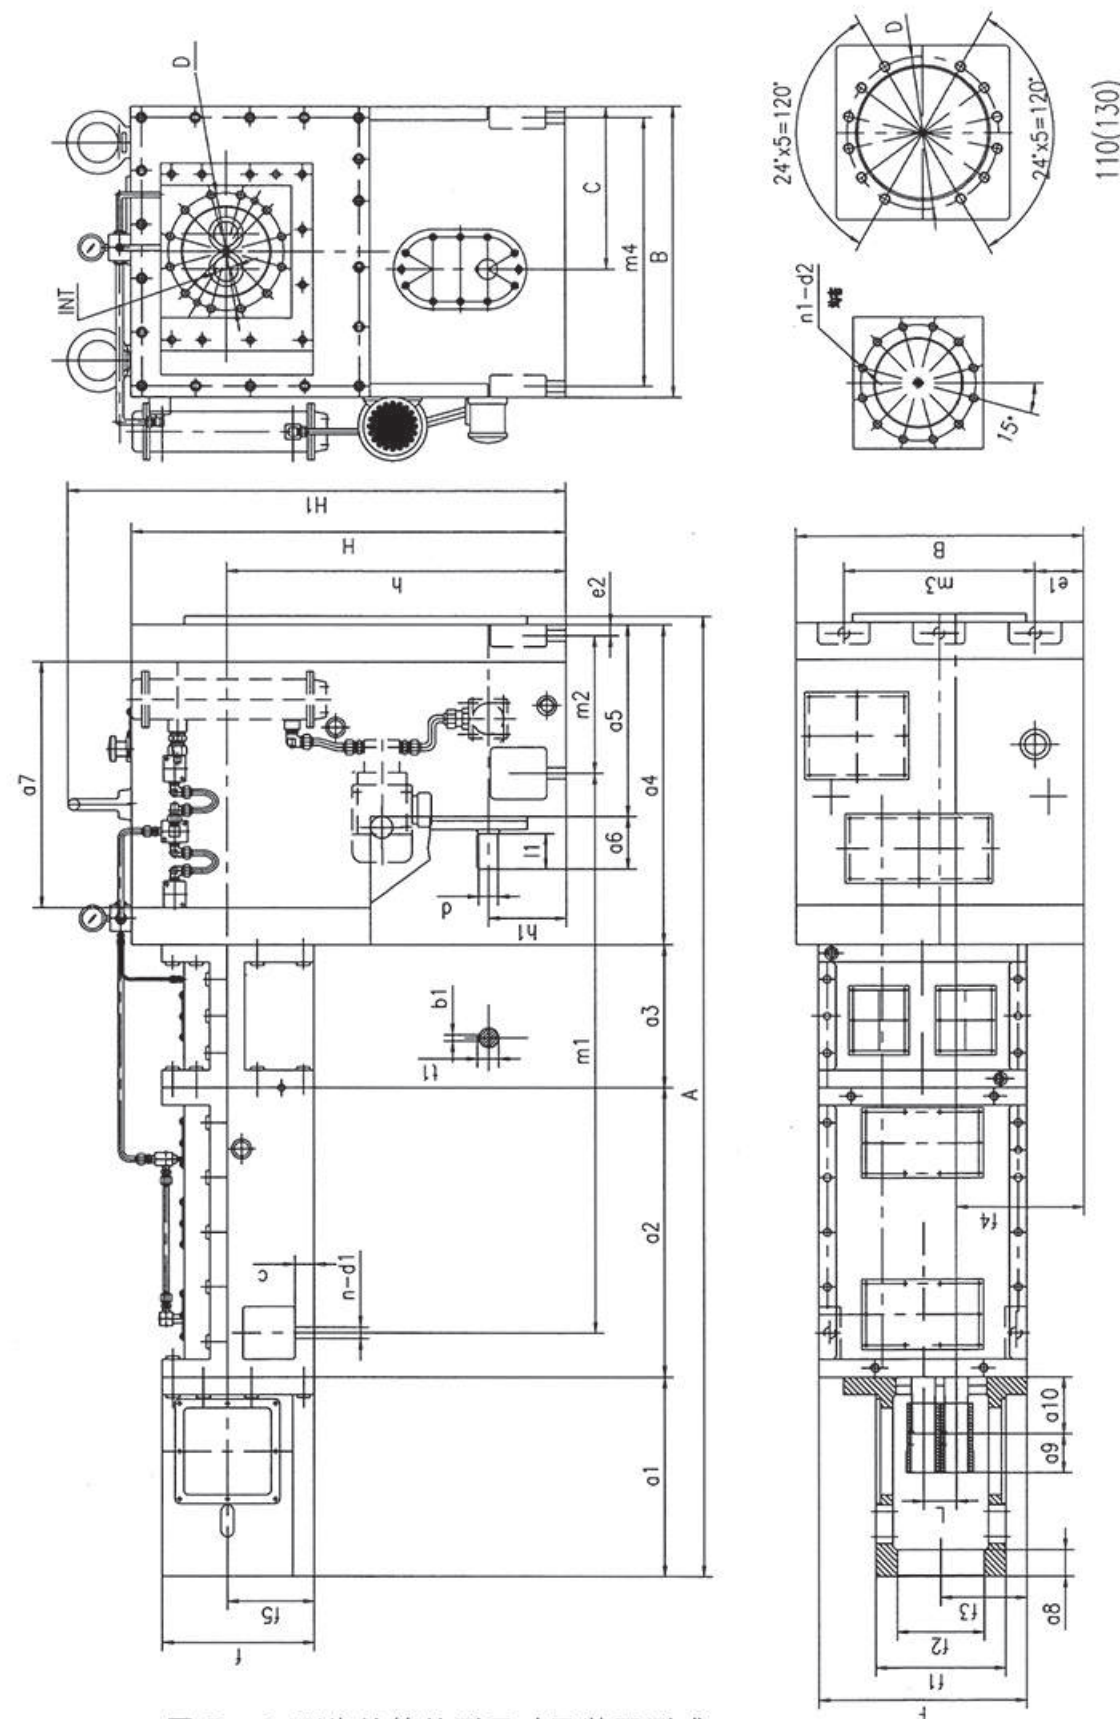 D
INT
C
m4
B
24°x5=120°
D
24°x5=120°
110(130)
n1-d2
15°
H1
H
h
e2
a7
m2
a5
a4
a6
l1
d
h1
b1
t1
a3
m1
A
c
n-d1
a2
a1
f5
f
B
m3
e1
f4
a10
a9
L
a8
f3
f2
f1
F